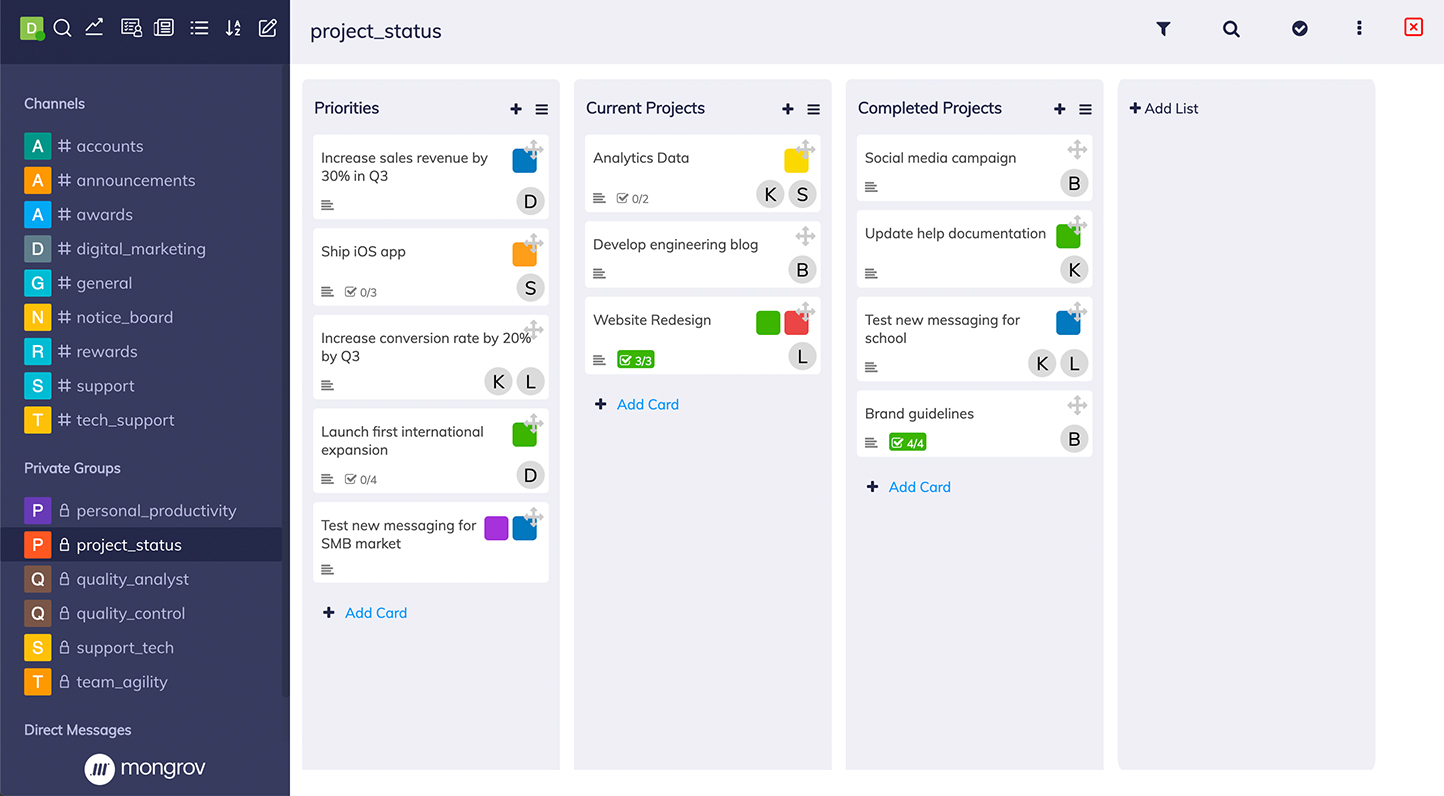 D
project_status
Channels
A # accounts
A # announcements
A # awards
D # digital_marketing
G # general
N # notice_board
R # rewards
S # support
T # tech_support
Private Groups
P personal_productivity
P project_status
Q quality_analyst
Q quality_control
S support_tech
T team_agility
Direct Messages
mongrov
Priorities
Increase sales revenue by
30% in Q3
D
Ship iOS app
0/3
S
Increase conversion rate by 20%
by Q3
K L
Launch first international
expansion
0/4
D
Test new messaging for
SMB market
+ Add Card
Current Projects
Analytics Data
0/2
K S
Develop engineering blog
B
Website Redesign
3/3
L
+ Add Card
Completed Projects
Social media campaign
B
Update help documentation
K
Test new messaging for
school
K L
Brand guidelines
4/4
B
+ Add Card
+ Add List